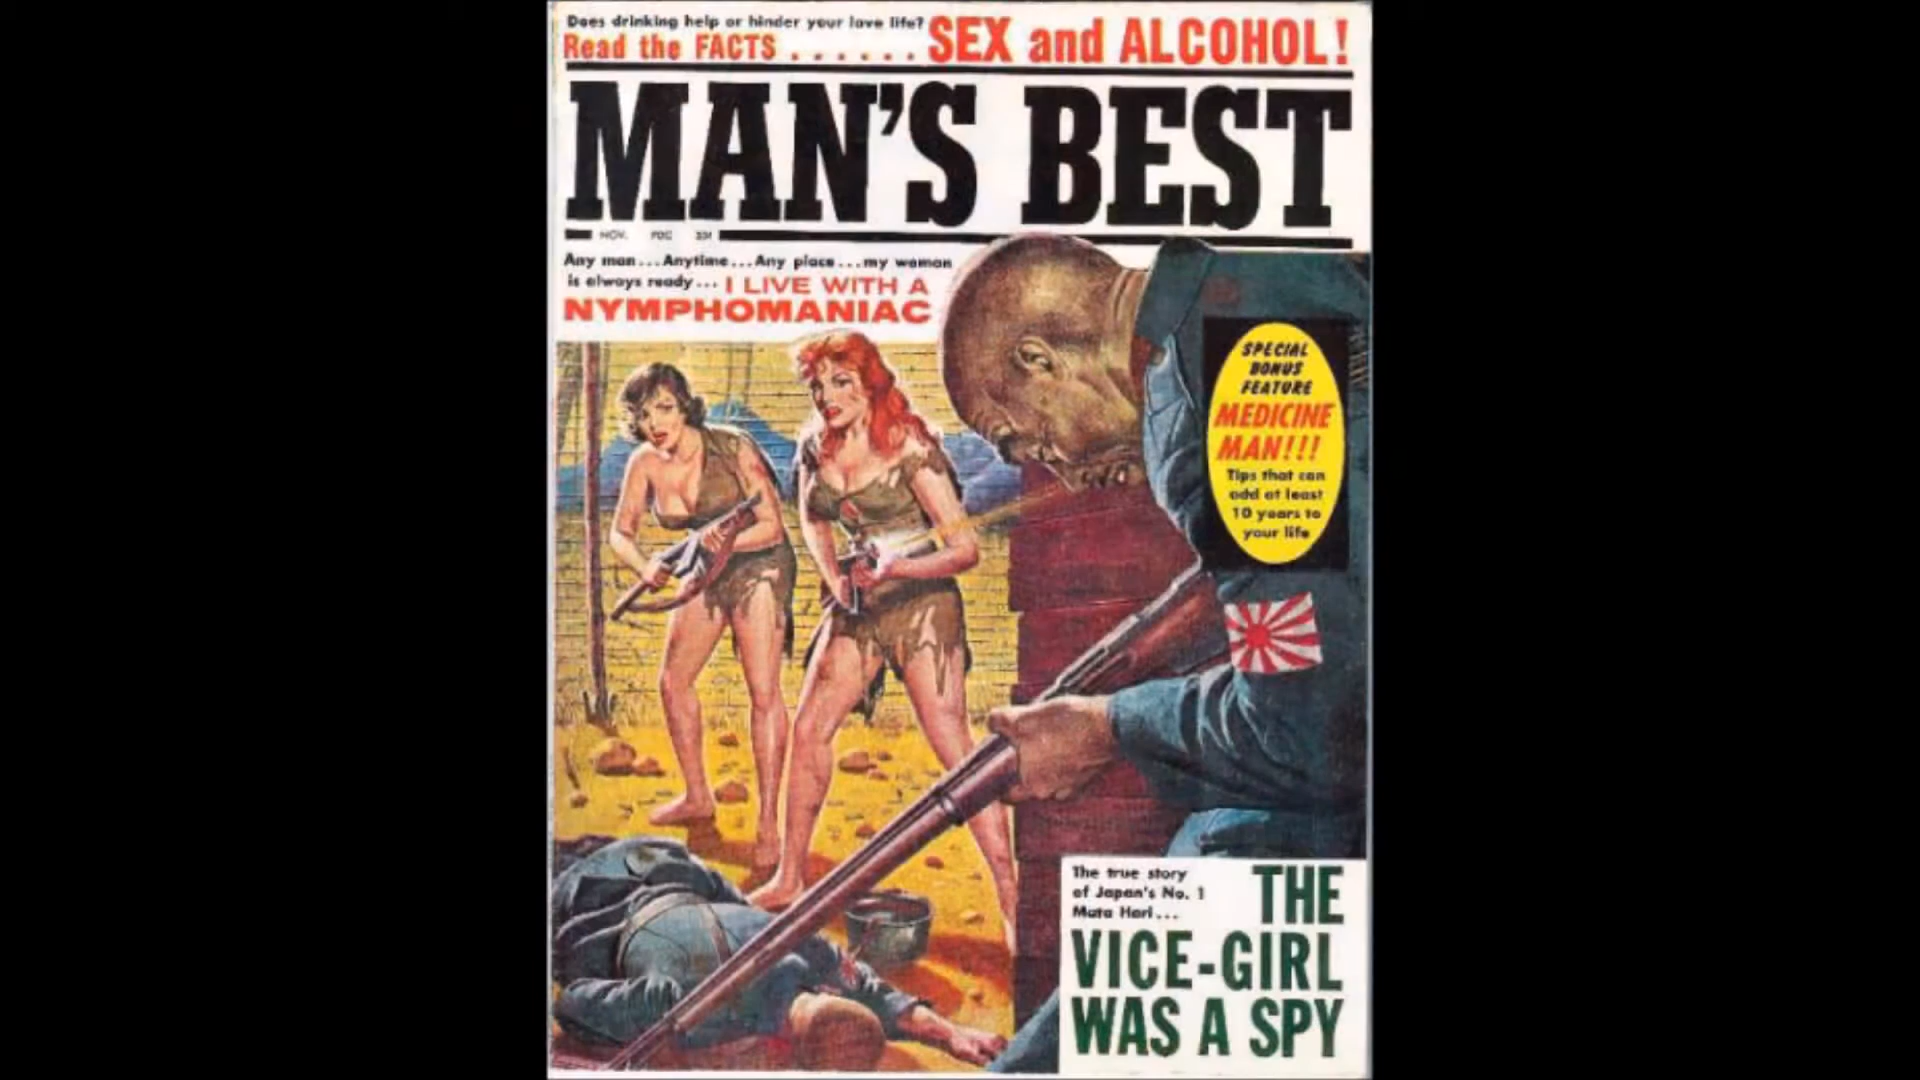 Does drinking help or hinder your love life?
Read the FACTS ...... SEX and ALCOHOL!
MAN'S BEST
NOV. PDC 35¢
Any man...Anytime...Any place...my woman
is always ready... I LIVE WITH A
NYMPHOMANIAC
SPECIAL
BONUS
FEATURE
MEDICINE
MAN!!!
Tips that can
add at least
10 years to
your life
The true story
of Japan's No. 1
Mata Hari...
THE
VICE-GIRL
WAS A SPY